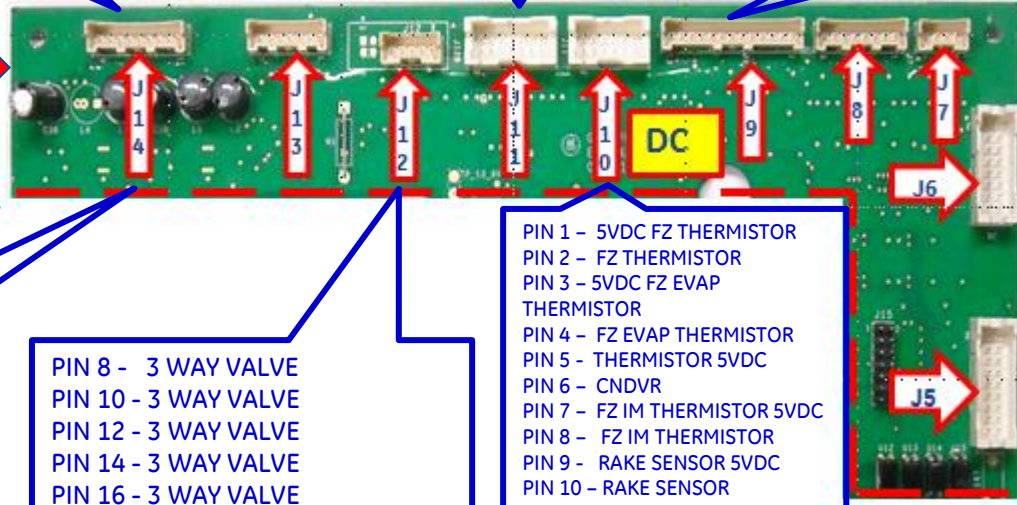 J14
J13
J12
J11
J10
DC
J9
J8
J7
J6
J5
J15
PIN 8 - 3 WAY VALVE
PIN 10 - 3 WAY VALVE
PIN 12 - 3 WAY VALVE
PIN 14 - 3 WAY VALVE
PIN 16 - 3 WAY VALVE
PIN 1 – 5VDC FZ THERMISTOR
PIN 2 – FZ THERMISTOR
PIN 3 – 5VDC FZ EVAP
THERMISTOR
PIN 4 – FZ EVAP THERMISTOR
PIN 5 - THERMISTOR 5VDC
PIN 6 – CNDVR
PIN 7 – FZ IM THERMISTOR 5VDC
PIN 8 – FZ IM THERMISTOR
PIN 9 - RAKE SENSOR 5VDC
PIN 10 – RAKE SENSOR